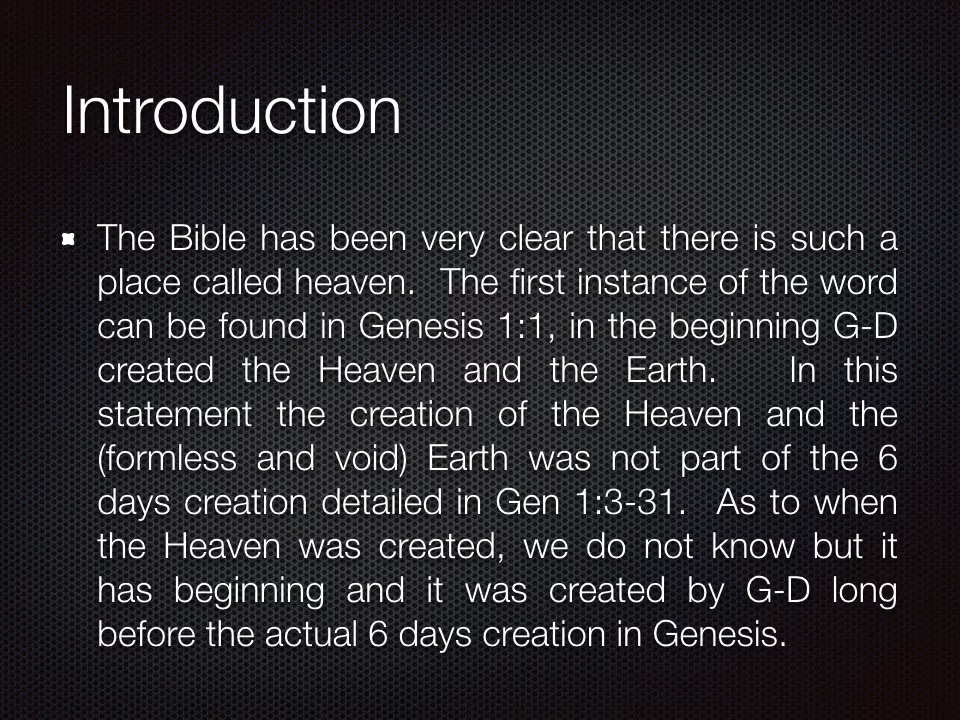 Introduction
The Bible has been very clear that there is such a
place called heaven. The first instance of the word
can be found in Genesis 1:1, in the beginning G-D
created the Heaven and the Earth. In this
statement the creation of the Heaven and the
(formless and void) Earth was not part of the 6
days creation detailed in Gen 1:3-31. As to when
the Heaven was created, we do not know but it
has beginning and it was created by G-D long
before the actual 6 days creation in Genesis.